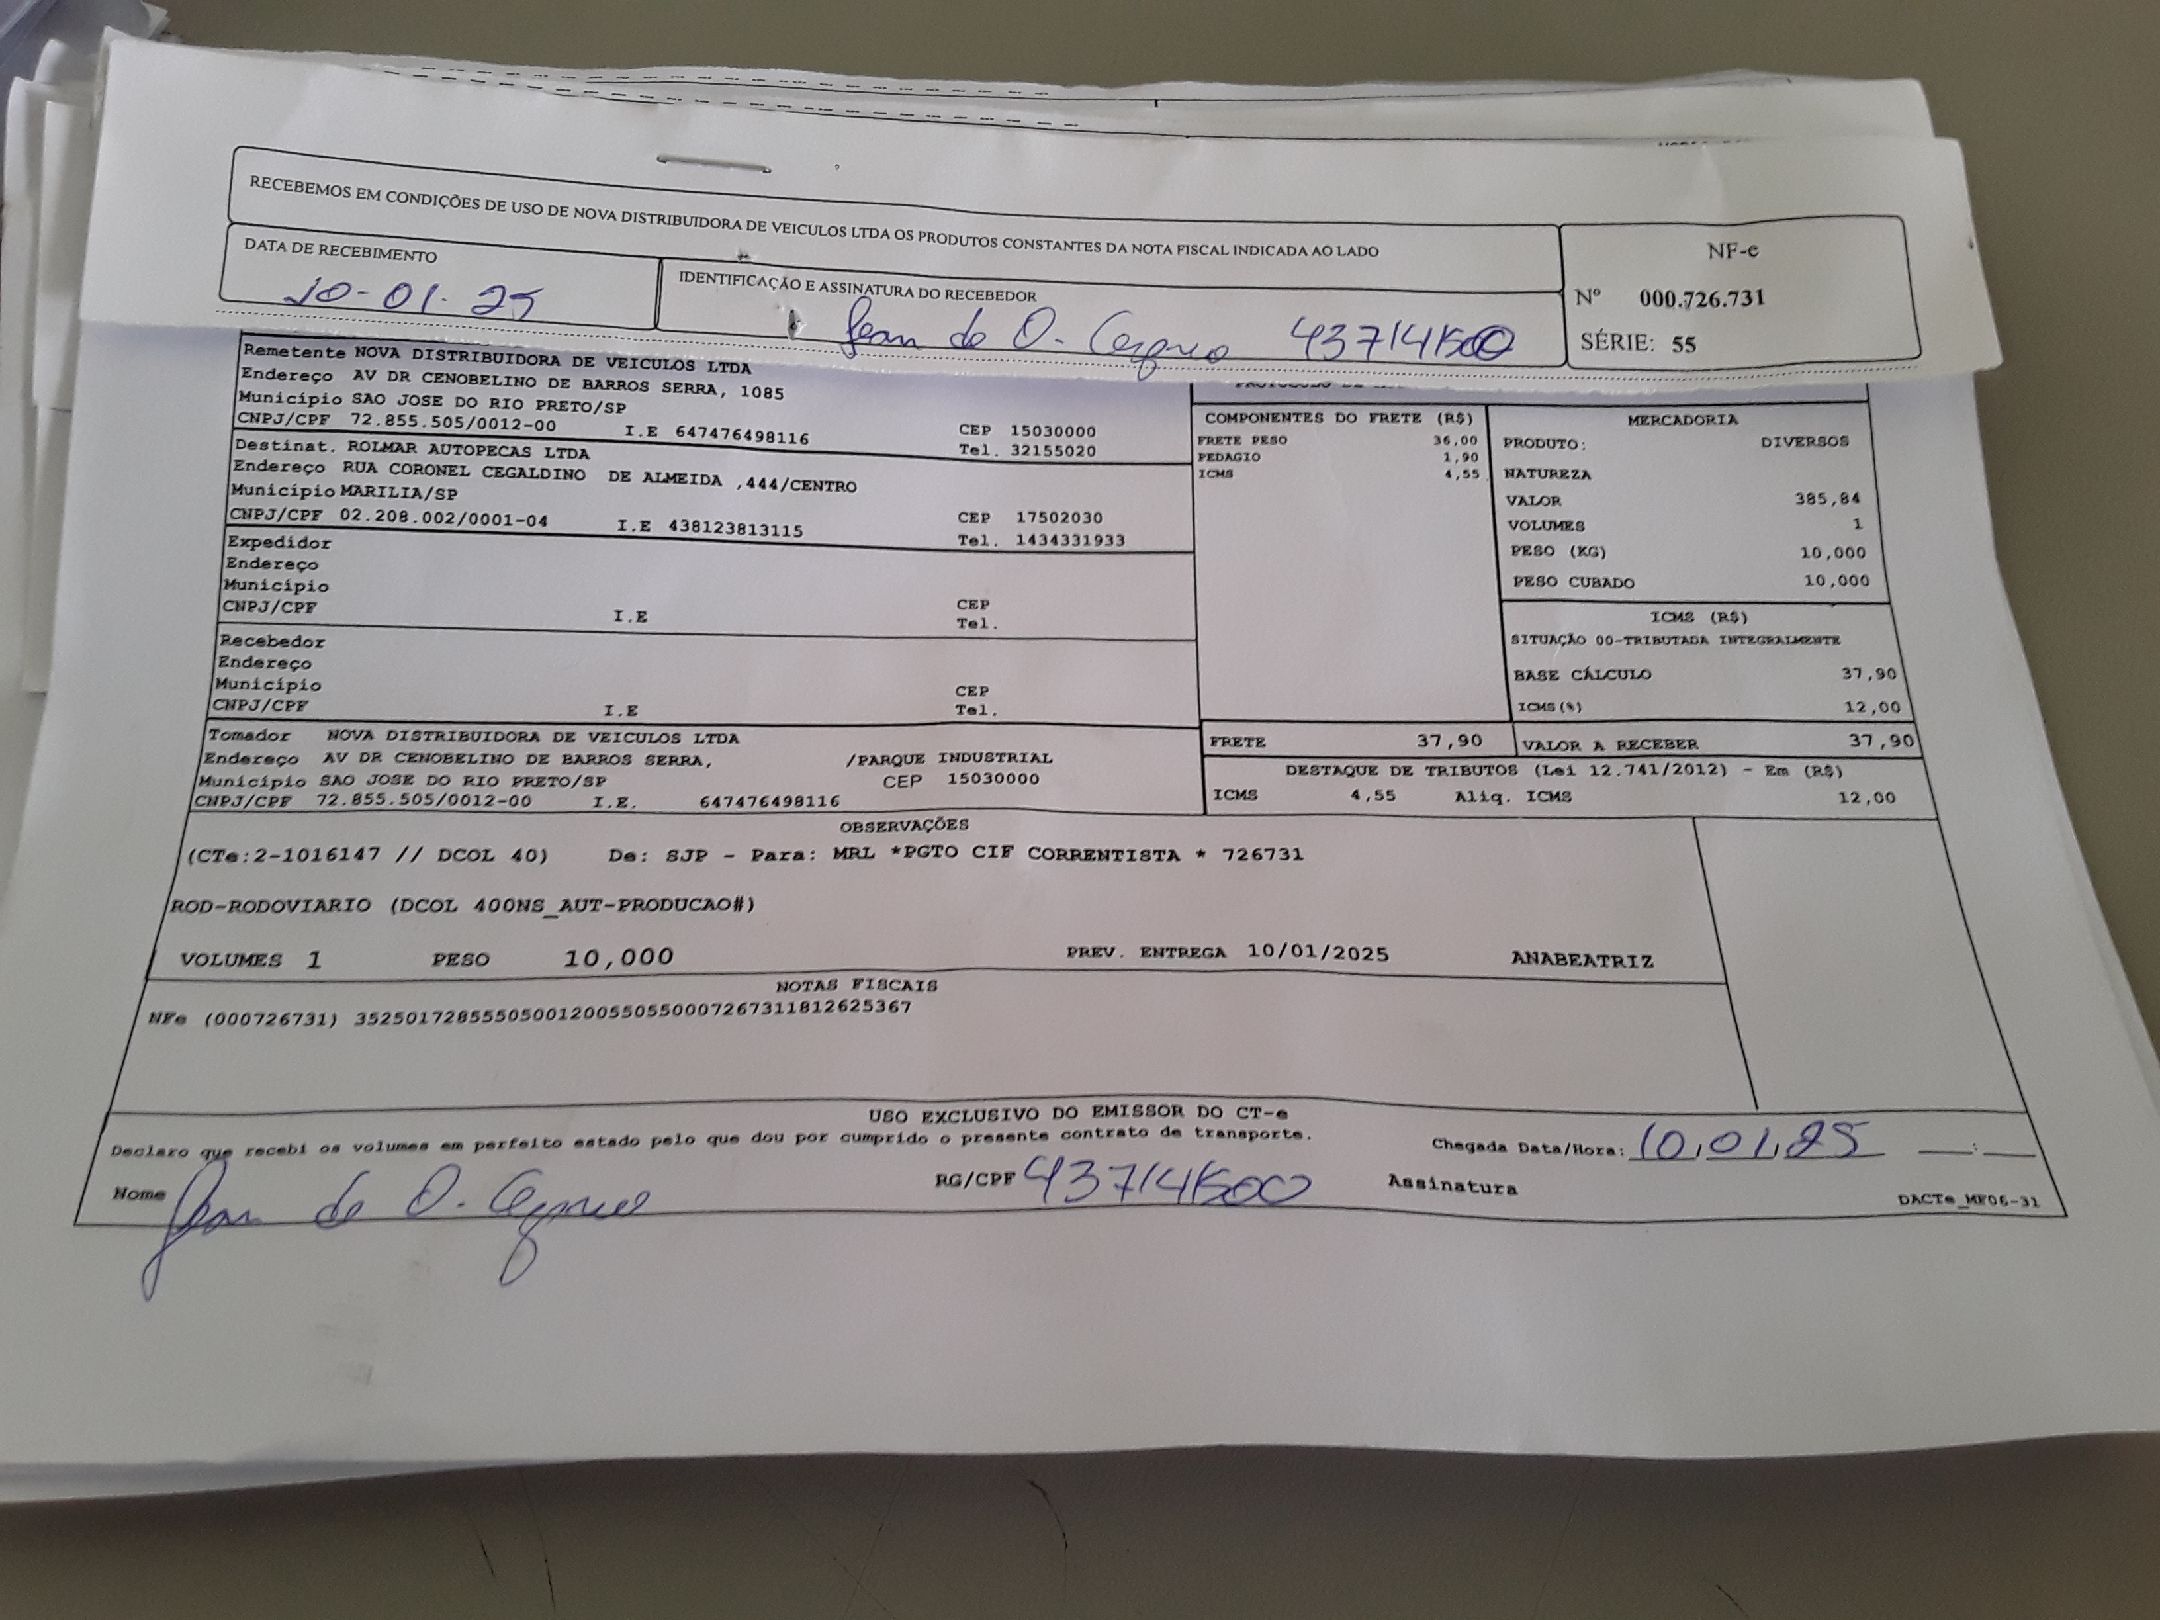 RECEBEMOS EM CONDIÇÕES DE USO DE NOVA DISTRIBUIDORA DE VEICULOS LTDA OS PRODUTOS CONSTANTES DA NOTA FISCAL INDICADA AO LADO
DATA DE RECEBIMENTO
10-01-25
IDENTIFICAÇÃO E ASSINATURA DO RECEBEDOR
Jean de O.
NF-e
Nº 000.726.731
SÉRIE: 55
Remetente NOVA DISTRIBUIDORA DE VEICULOS LTDA
Endereço AV DR CENOBELINO DE BARROS SERRA, 1085
Município SAO JOSE DO RIO PRETO/SP
CNPJ/CPF 72.855.505/0012-00 I.E 647476498116
CEP 15030000
Tel. 32155020
Destinat. ROLMAR AUTOPECAS LTDA
Endereço RUA CORONEL CEGALDINO DE ALMEIDA ,444/CENTRO
Município MARILIA/SP
CNPJ/CPF 02.208.002/0001-04 I.E 438123813115
CEP 17502030
Tel. 1434331933
Expedidor
Endereço
Município
CNPJ/CPF I.E
CEP
Tel.
Recebedor
Endereço
Município
CNPJ/CPF I.E
CEP
Tel.
Tomador NOVA DISTRIBUIDORA DE VEICULOS LTDA
Endereço AV DR CENOBELINO DE BARROS SERRA, /PARQUE INDUSTRIAL
Município SAO JOSE DO RIO PRETO/SP CEP 15030000
CNPJ/CPF 72.855.505/0012-00 I.E. 647476498116
COMPONENTES DO FRETE (R$)
FRETE PESO 36,00
PEDAGIO 1,90
ICMS 4,55
MERCADORIA
PRODUTO: DIVERSOS
NATUREZA
VALOR 385,84
VOLUMES 1
PESO (KG) 10,000
PESO CUBADO 10,000
ICMS (R$)
SITUAÇÃO 00-TRIBUTADA INTEGRALMENTE
BASE CÁLCULO 37,90
ICMS(%) 12,00
FRETE 37,90
VALOR A RECEBER 37,90
DESTAQUE DE TRIBUTOS (Lei 12.741/2012) - Em (R$)
ICMS 4,55 Aliq. ICMS 12,00
OBSERVAÇÕES
(CTe:2-1016147 // DCOL 40) De: SJP - Para: MRL *PGTO CIF CORRENTISTA * 726731
ROD-RODOVIARIO (DCOL 400NS_AUT-PRODUCAO#)
VOLUMES 1 PESO 10,000 PREV. ENTREGA 10/01/2025 ANABEATRIZ
NOTAS FISCAIS
NFe (000726731) 35250172855505001200550550007267311812625367
USO EXCLUSIVO DO EMISSOR DO CT-e
Declaro que recebi os volumes em perfeito estado pelo que dou por cumprido o presente contrato de transporte.
Chegada Data/Hora: 10,01,25 ___:___
Nome Jean de O.
RG/CPF
Assinatura
DACTe_MF06-31